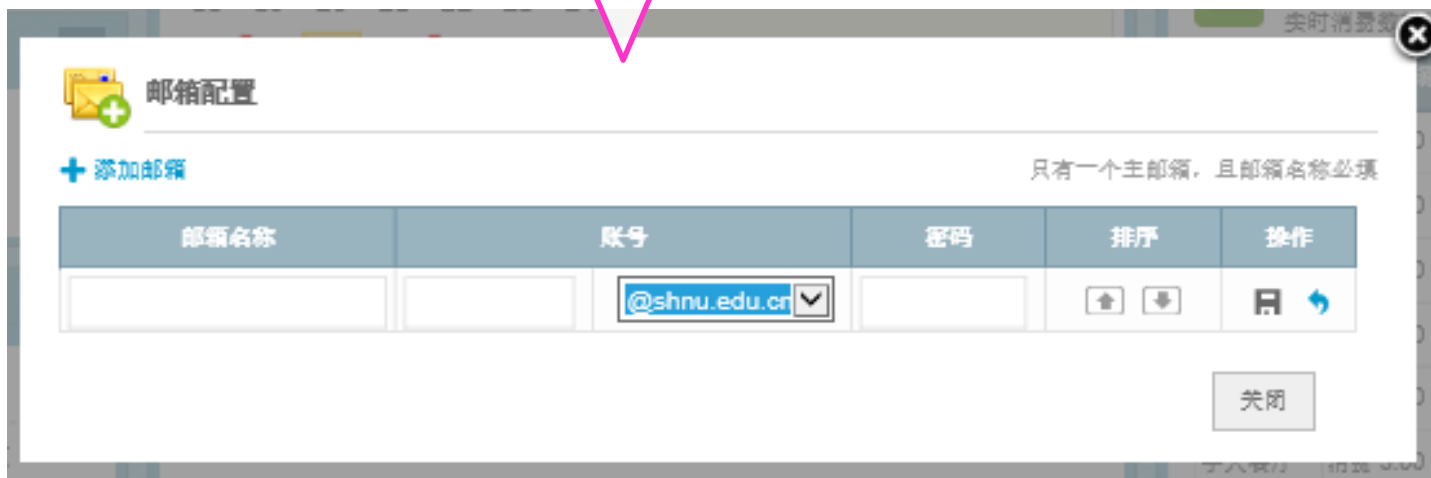 实时消费数
邮箱配置
添加邮箱
只有一个主邮箱，且邮箱名称必填
邮箱名称 账号 密码 排序 操作
@shnu.edu.cn
关闭